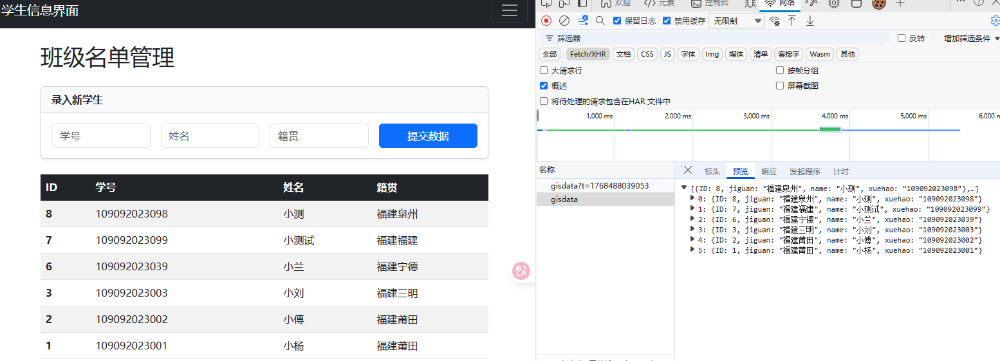 学生信息界面
班级名单管理
录入新学生
学号 姓名 籍贯 提交数据
ID 学号 姓名 籍贯
8 109092023098 小测 福建泉州
7 109092023099 小测试 福建福建
6 109092023039 小兰 福建宁德
3 109092023003 小刘 福建三明
2 109092023002 小傅 福建莆田
1 109092023001 小杨 福建莆田
欢迎 元素 控制台 网络
保留日志 禁用缓存 无限制
筛选器 反转 增加筛选条件
全部 Fetch/XHR 文档 CSS JS 字体 Img 媒体 清单 套接字 Wasm 其他
大请求行 按帧分组
概述 屏幕截图
将待处理的请求包含在HAR 文件中
1,000 ms 2,000 ms 3,000 ms 4,000 ms 5,000 ms 6,000 m
名称 标头 预览 响应 发起程序 计时
gisdata?t=1768488039053
gisdata
[{ID: 8, jiguan: "福建泉州", name: "小测", xuehao: "109092023098"},…]
0: {ID: 8, jiguan: "福建泉州", name: "小测", xuehao: "109092023098"}
1: {ID: 7, jiguan: "福建福建", name: "小测试", xuehao: "109092023099"}
2: {ID: 6, jiguan: "福建宁德", name: "小兰", xuehao: "109092023039"}
3: {ID: 3, jiguan: "福建三明", name: "小刘", xuehao: "109092023003"}
4: {ID: 2, jiguan: "福建莆田", name: "小傅", xuehao: "109092023002"}
5: {ID: 1, jiguan: "福建莆田", name: "小杨", xuehao: "109092023001"}